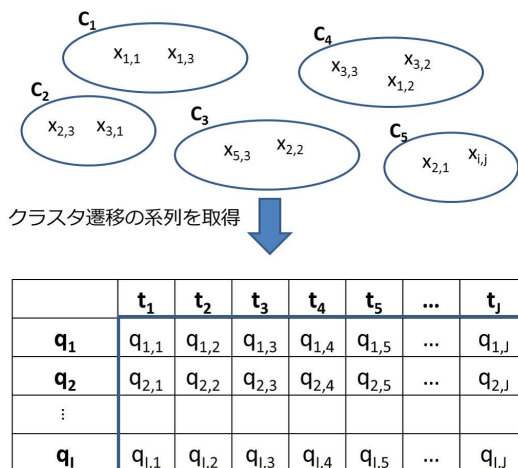 C1
x1,1 x1,3
C4
x3,3 x3,2
x1,2
C2
x2,3 x3,1
C3
x5,3 x2,2
C5
x2,1 xi,j
クラスタ遷移の系列を取得
t1 t2 t3 t4 t5 ... tJ
q1 q1,1 q1,2 q1,3 q1,4 q1,5 ... q1,J
q2 q2,1 q2,2 q2,3 q2,4 q2,5 ... q2,J
⋮
qI qI,1 qI,2 qI,3 qI,4 qI,5 ... qI,J